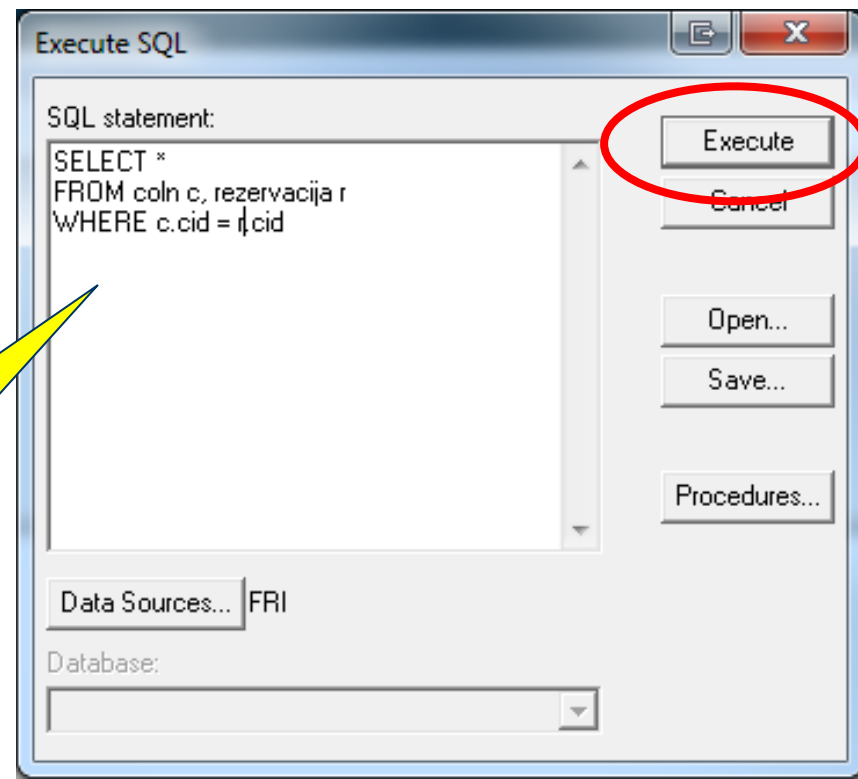 Execute SQL
SQL statement:
SELECT *
FROM coln c, rezervacija r
WHERE c.cid = r.cid
Execute
Cancel
Open...
Save...
Procedures...
Data Sources... FRI
Database: